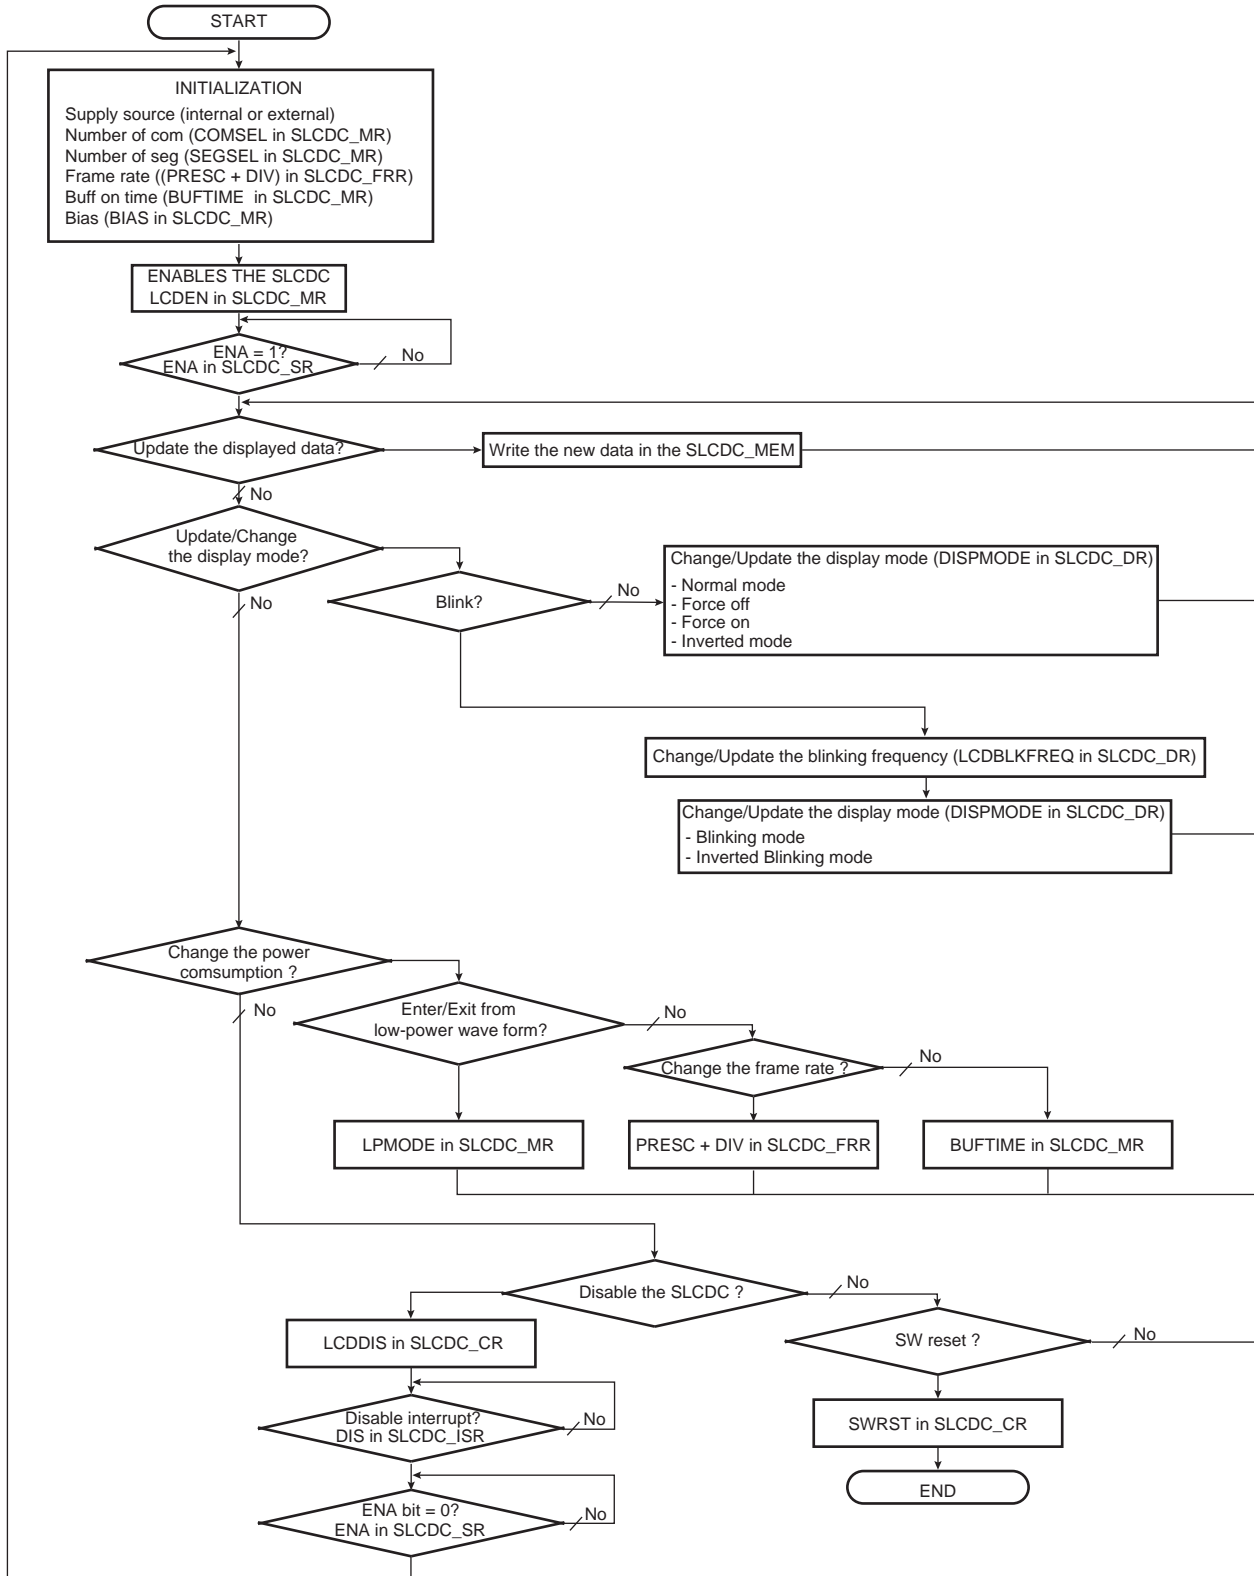 START
INITIALIZATION
Supply source (internal or external)
Number of com (COMSEL in SLCDC_MR)
Number of seg (SEGSEL in SLCDC_MR)
Frame rate ((PRESC + DIV) in SLCDC_FRR)
Buff on time (BUFTIME in SLCDC_MR)
Bias (BIAS in SLCDC_MR)
ENABLES THE SLCDC
LCDEN in SLCDC_MR
ENA = 1?
ENA in SLCDC_SR
No
Update the displayed data?
Write the new data in the SLCDC_MEM
No
Update/Change
the display mode?
No
Blink?
No
Change/Update the display mode (DISPMODE in SLCDC_DR)
- Normal mode
- Force off
- Force on
- Inverted mode
Change/Update the blinking frequency (LCDBLKFREQ in SLCDC_DR)
Change/Update the display mode (DISPMODE in SLCDC_DR)
- Blinking mode
- Inverted Blinking mode
Change the power
comsumption ?
No
Enter/Exit from
low-power wave form?
No
Change the frame rate ?
No
LPMODE in SLCDC_MR
PRESC + DIV in SLCDC_FRR
BUFTIME in SLCDC_MR
Disable the SLCDC ?
No
LCDDIS in SLCDC_CR
SW reset ?
No
Disable interrupt?
DIS in SLCDC_ISR
No
SWRST in SLCDC_CR
END
ENA bit = 0?
ENA in SLCDC_SR
No